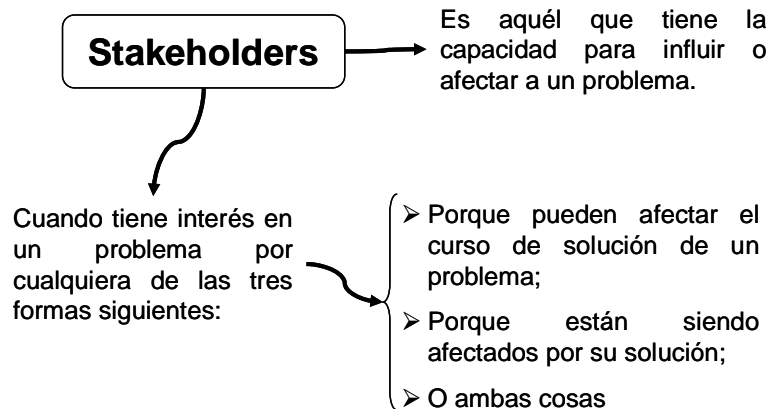 Stakeholders
Es aquél que tiene la
capacidad para influir o
afectar a un problema.
Cuando tiene interés en
un problema por
cualquiera de las tres
formas siguientes:
Porque pueden afectar el
curso de solución de un
problema;
Porque están siendo
afectados por su solución;
O ambas cosas